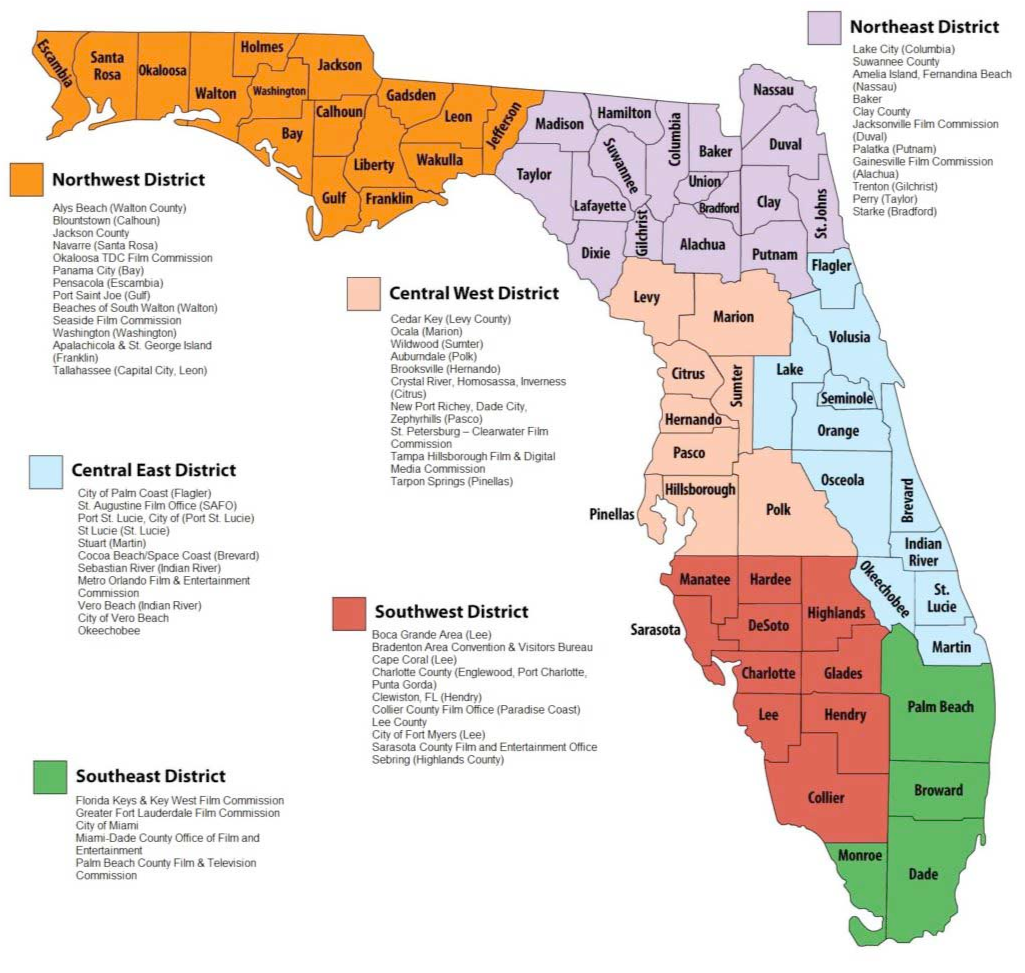 Northeast District
Lake City (Columbia)
Suwannee County
Amelia Island, Fernandina Beach
(Nassau)
Baker
Clay County
Jacksonville Film Commission
(Duval)
Palatka (Putnam)
Gainesville Film Commission
(Alachua)
Trenton (Gilchrist)
Perry (Taylor)
Starke (Bradford)
Northwest District
Alys Beach (Walton County)
Blountstown (Calhoun)
Jackson County
Navarre (Santa Rosa)
Okaloosa TDC Film Commission
Panama City (Bay)
Pensacola (Escambia)
Port Saint Joe (Gulf)
Beaches of South Walton (Walton)
Seaside Film Commission
Washington (Washington)
Apalachicola & St. George Island
(Franklin)
Tallahassee (Capital City, Leon)
Central West District
Cedar Key (Levy County)
Ocala (Marion)
Wildwood (Sumter)
Auburndale (Polk)
Brooksville (Hernando)
Crystal River, Homosassa, Inverness
(Citrus)
New Port Richey, Dade City,
Zephyrhills (Pasco)
St. Petersburg – Clearwater Film
Commission
Tampa Hillsborough Film & Digital
Media Commission
Tarpon Springs (Pinellas)
Central East District
City of Palm Coast (Flagler)
St. Augustine Film Office (SAFO)
Port St. Lucie, City of (Port St. Lucie)
St Lucie (St. Lucie)
Stuart (Martin)
Cocoa Beach/Space Coast (Brevard)
Sebastian River (Indian River)
Metro Orlando Film & Entertainment
Commission
Vero Beach (Indian River)
City of Vero Beach
Okeechobee
Southwest District
Boca Grande Area (Lee)
Bradenton Area Convention & Visitors Bureau
Cape Coral (Lee)
Charlotte County (Englewood, Port Charlotte,
Punta Gorda)
Clewiston, FL (Hendry)
Collier County Film Office (Paradise Coast)
Lee County
City of Fort Myers (Lee)
Sarasota County Film and Entertainment Office
Sebring (Highlands County)
Southeast District
Florida Keys & Key West Film Commission
Greater Fort Lauderdale Film Commission
City of Miami
Miami-Dade County Office of Film and
Entertainment
Palm Beach County Film & Television
Commission
Escambia
Santa
Rosa
Okaloosa
Walton
Holmes
Washington
Jackson
Bay
Calhoun
Gulf
Gadsden
Liberty
Franklin
Leon
Wakulla
Jefferson
Madison
Taylor
Hamilton
Suwannee
Lafayette
Dixie
Columbia
Gilchrist
Baker
Union
Bradford
Alachua
Nassau
Duval
Clay
St. Johns
Putnam
Flagler
Levy
Marion
Volusia
Citrus
Sumter
Lake
Seminole
Hernando
Orange
Pasco
Hillsborough
Pinellas
Polk
Osceola
Brevard
Indian
River
Okeechobee
St.
Lucie
Martin
Manatee
Hardee
Highlands
Sarasota
DeSoto
Charlotte
Glades
Lee
Hendry
Collier
Palm Beach
Broward
Monroe
Dade